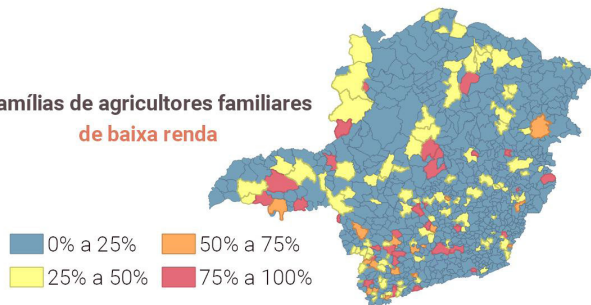 amílias de agricultores familiares
de baixa renda
0% a 25%
50% a 75%
25% a 50%
75% a 100%